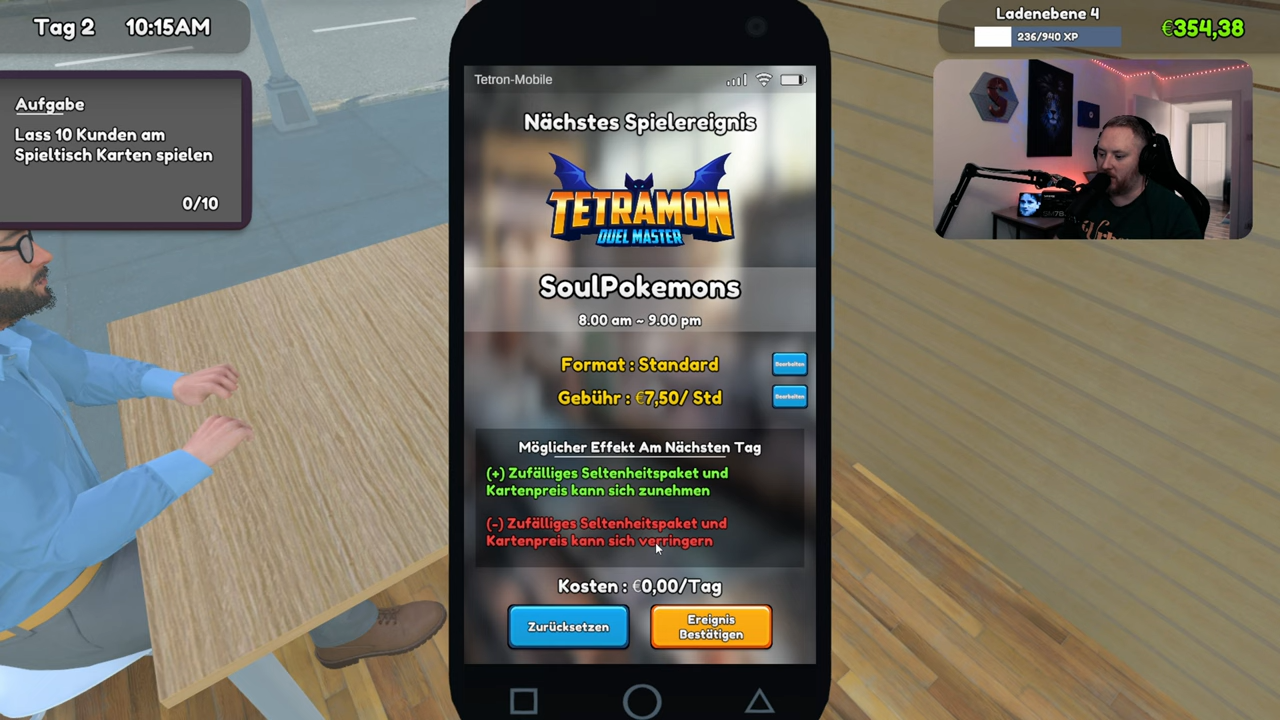 Tag 2 10:15AM
Aufgabe
Lass 10 Kunden am
Spieltisch Karten spielen
0/10
Tetron-Mobile
Nächstes Spielereignis
TETRAMON
DUEL MASTER
SoulPokemons
8.00 am ~ 9.00 pm
Format : Standard
Bearbeiten
Gebühr : €7,50/ Std
Bearbeiten
Möglicher Effekt Am Nächsten Tag
(+) Zufälliges Seltenheitspaket und
Kartenpreis kann sich zunehmen
(-) Zufälliges Seltenheitspaket und
Kartenpreis kann sich verringern
Kosten : €0,00/Tag
Zurücksetzen
Ereignis
Bestätigen
Ladenebene 4
236/940 XP
€354,38
S
SM7B